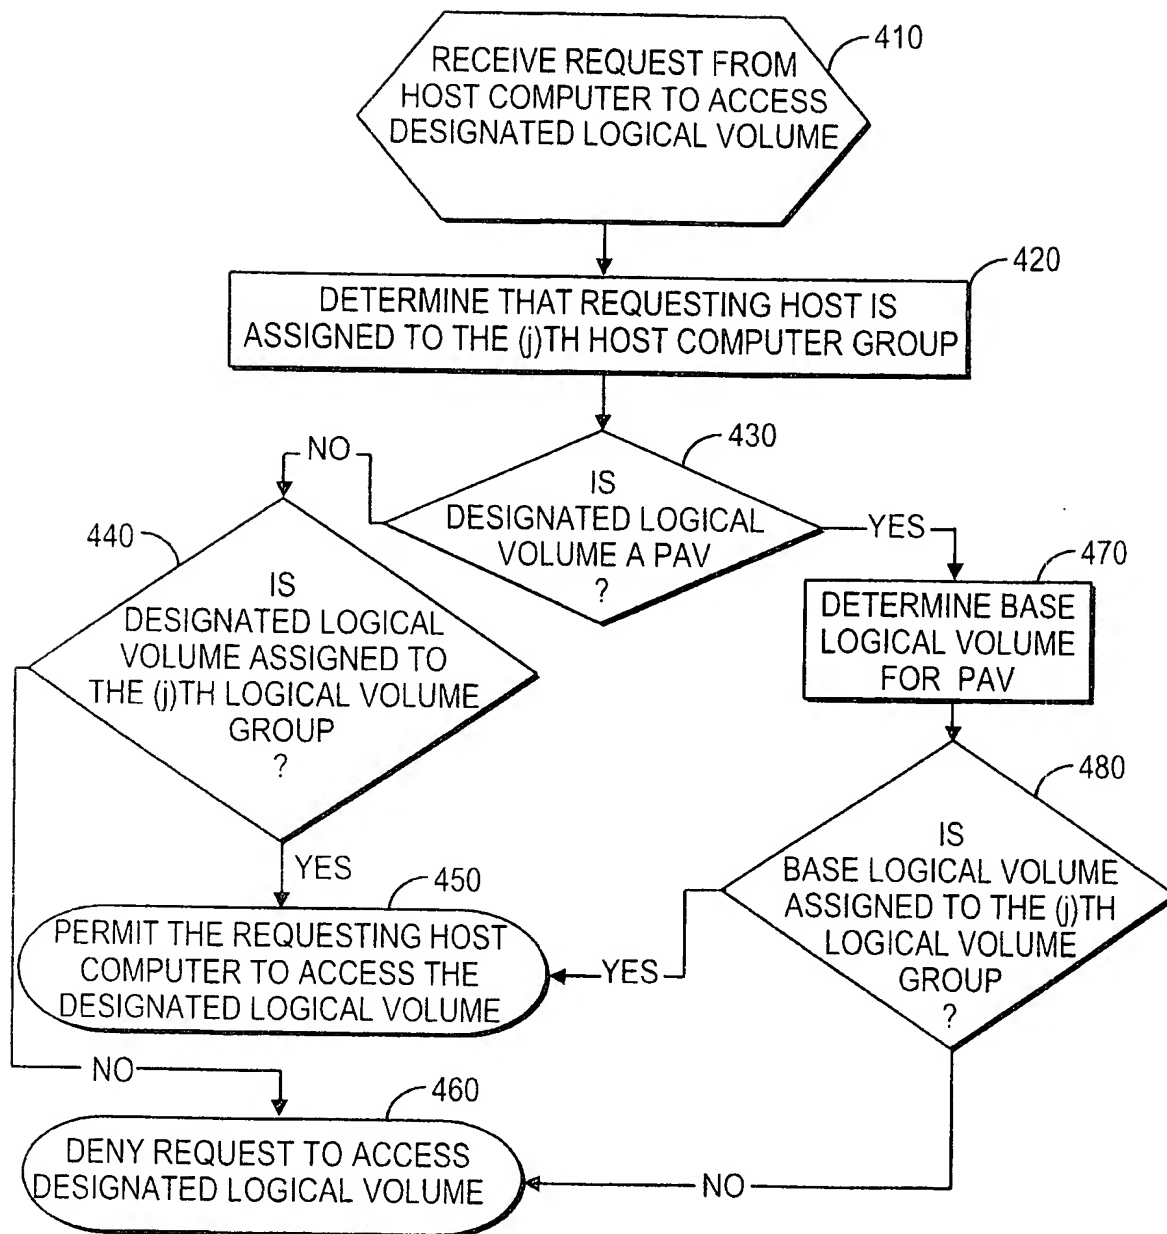 410
RECEIVE REQUEST FROM
HOST COMPUTER TO ACCESS
DESIGNATED LOGICAL VOLUME
420
DETERMINE THAT REQUESTING HOST IS
ASSIGNED TO THE (j)TH HOST COMPUTER GROUP
430
IS
DESIGNATED LOGICAL
VOLUME A PAV
?
NO
YES
440
IS
DESIGNATED LOGICAL
VOLUME ASSIGNED TO
THE (j)TH LOGICAL VOLUME
GROUP
?
470
DETERMINE BASE
LOGICAL VOLUME
FOR PAV
480
IS
BASE LOGICAL VOLUME
ASSIGNED TO THE (j)TH
LOGICAL VOLUME
GROUP
?
YES
450
PERMIT THE REQUESTING HOST
COMPUTER TO ACCESS THE
DESIGNATED LOGICAL VOLUME
YES
NO
460
DENY REQUEST TO ACCESS
DESIGNATED LOGICAL VOLUME
NO